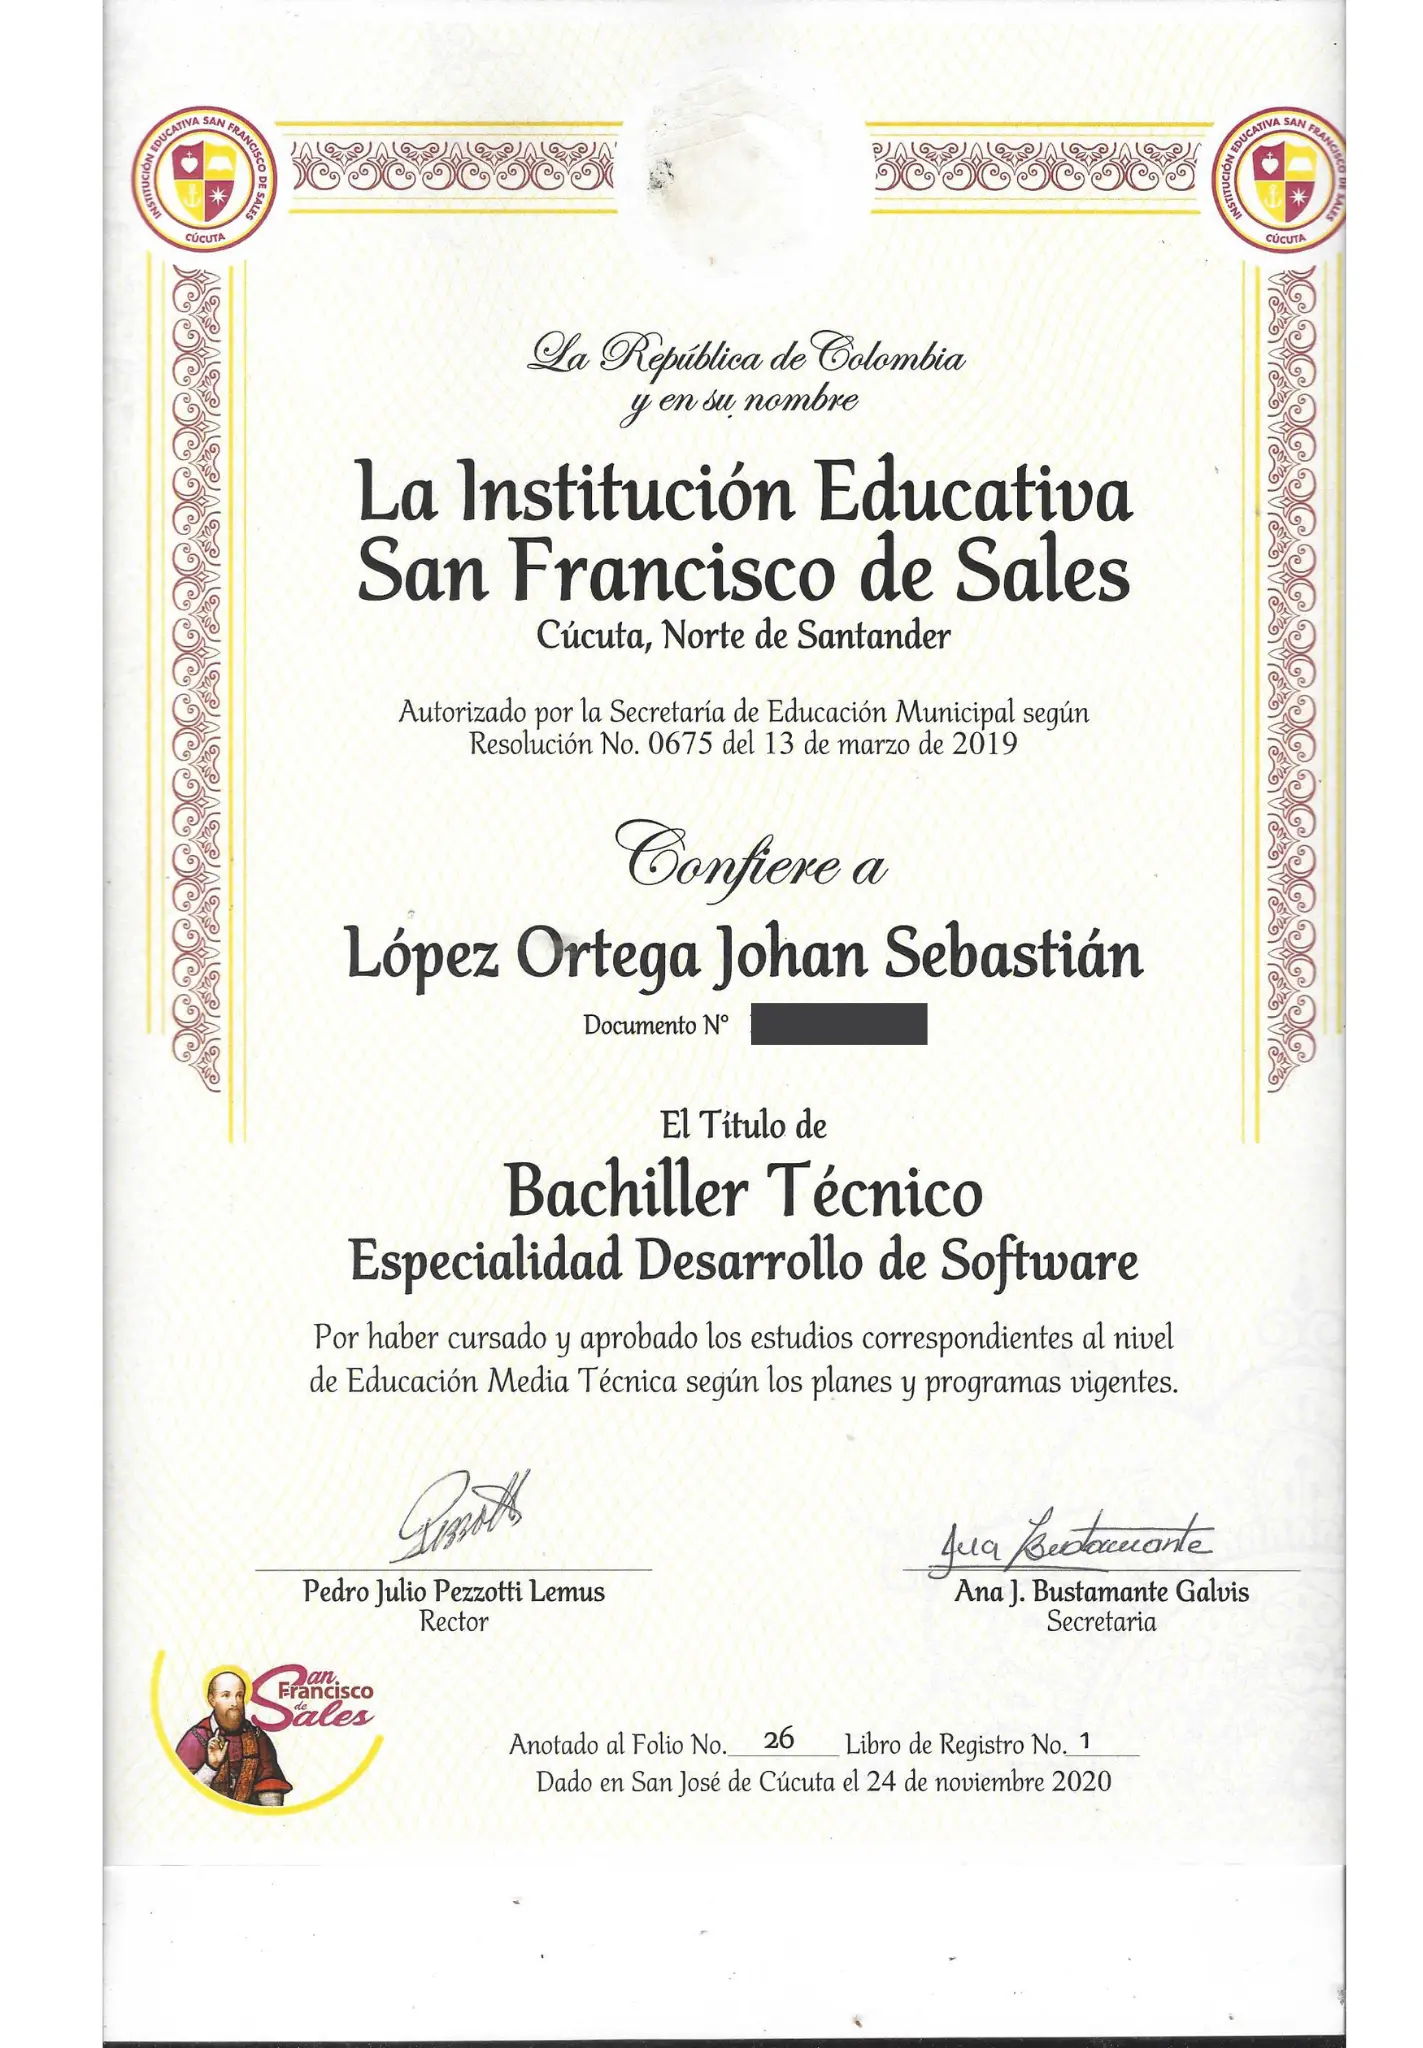 INSTITUCIÓN EDUCATIVA SAN FRANCISCO DE SALES
CÚCUTA
INSTITUCIÓN EDUCATIVA SAN FRANCISCO DE SALES
CÚCUTA
La República de Colombia
y en su nombre
La Institución Educativa
San Francisco de Sales
Cúcuta, Norte de Santander
Autorizado por la Secretaría de Educación Municipal según
Resolución No. 0675 del 13 de marzo de 2019
Confiere a
López Ortega Johan Sebastián
Documento N°
El Título de
Bachiller Técnico
Especialidad Desarrollo de Software
Por haber cursado y aprobado los estudios correspondientes al nivel
de Educación Media Técnica según los planes y programas vigentes.
Pezzotti
Ana Bustamante
Pedro Julio Pezzotti Lemus
Rector
Ana J. Bustamante Galvis
Secretaria
San
Francisco
de
Sales
Anotado al Folio No. 26 Libro de Registro No. 1
Dado en San José de Cúcuta el 24 de noviembre 2020